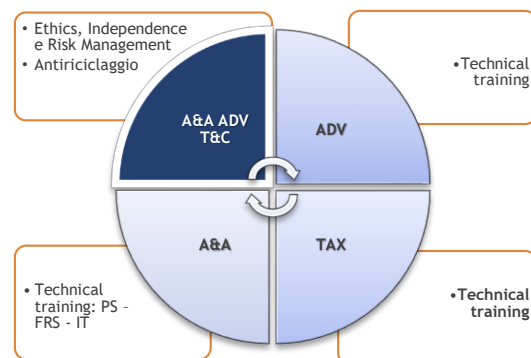 • Ethics, Independence
e Risk Management
• Antiriciclaggio
•Technical
training
A&A ADV
T&C
ADV
A&A
TAX
• Technical
training: PS –
FRS - IT
•Technical
training